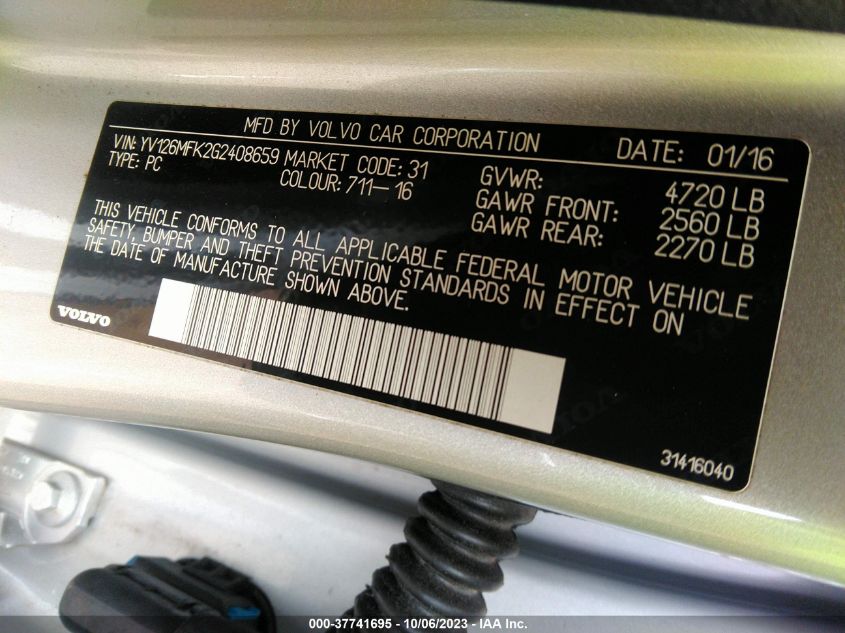 MFD BY VOLVO CAR CORPORATION DATE: 01/16
VIN: YV126MFK2G2408659 MARKET CODE: 31
TYPE: PC COLOUR: 711-16
GVWR: 4720 LB
GAWR FRONT: 2560 LB
GAWR REAR: 2270 LB
THIS VEHICLE CONFORMS TO ALL APPLICABLE FEDERAL MOTOR VEHICLE
SAFETY, BUMPER AND THEFT PREVENTION STANDARDS IN EFFECT ON
THE DATE OF MANUFACTURE SHOWN ABOVE.
VOLVO
31416040
000-37741695 - 10/06/2023 - IAA Inc.